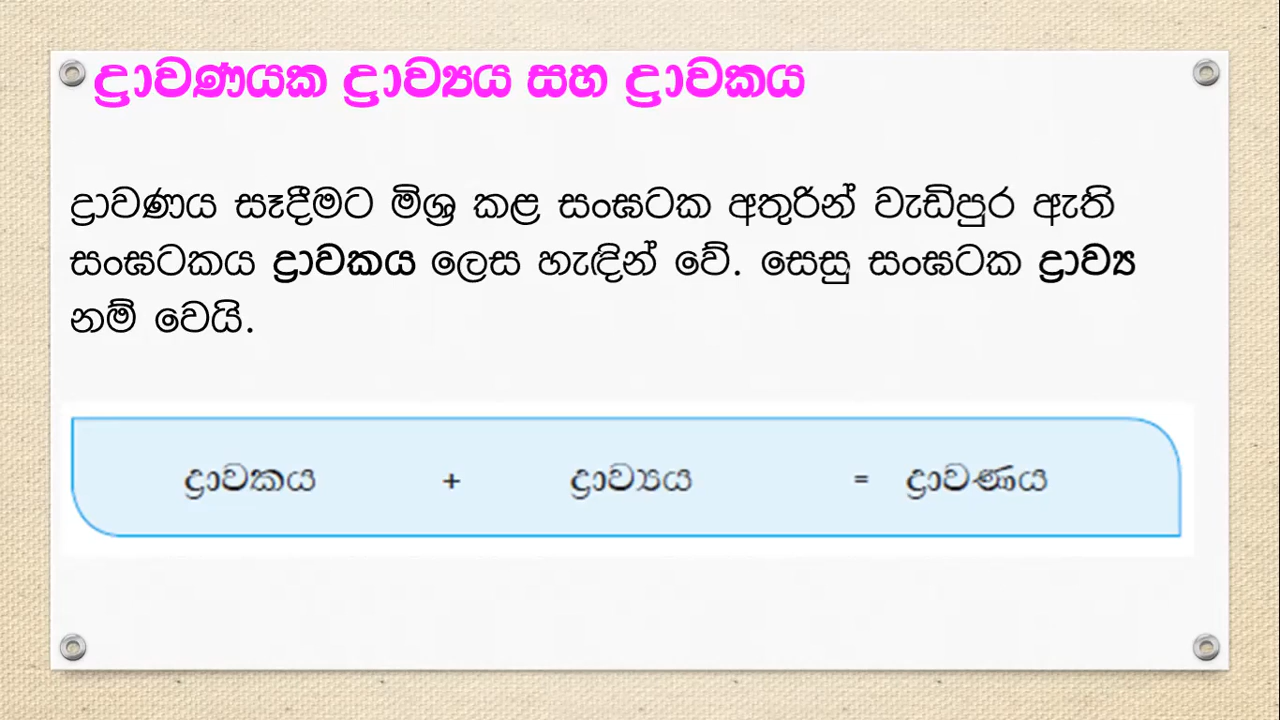 ද්‍රාවණයක ද්‍රාව්‍යය සහ ද්‍රාවකය
ද්‍රාවණය සෑදීමට මිශ්‍ර කළ සංඝටක අතුරින් වැඩිපුර ඇති
සංඝටකය ද්‍රාවකය ලෙස හැඳින් වේ. සෙසු සංඝටක ද්‍රාව්‍ය
නම් වෙයි.
ද්‍රාවකය + ද්‍රාව්‍යය = ද්‍රාවණය